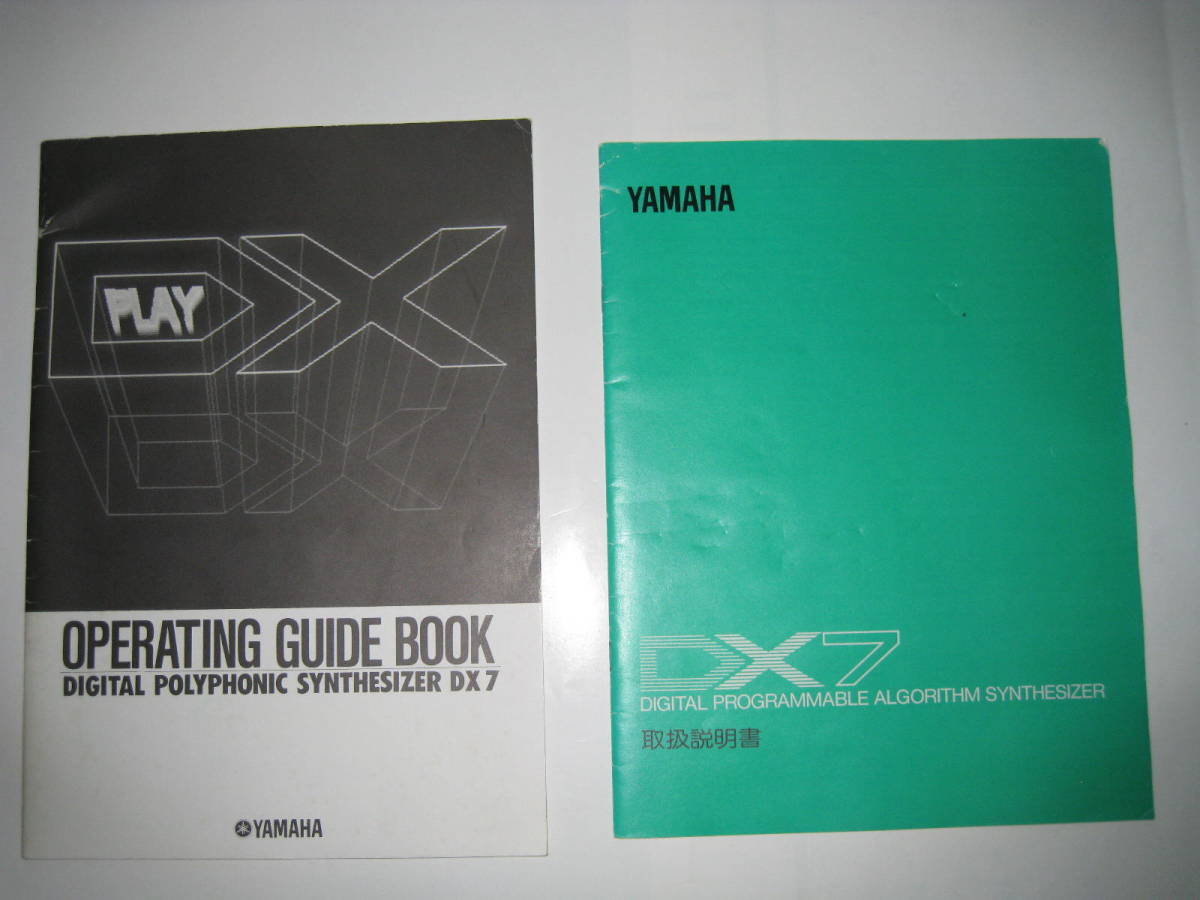 DX
PLAY
OPERATING GUIDE BOOK
DIGITAL POLYPHONIC SYNTHESIZER DX7
YAMAHA
YAMAHA
DX7
DIGITAL PROGRAMMABLE ALGORITHM SYNTHESIZER
取扱説明書